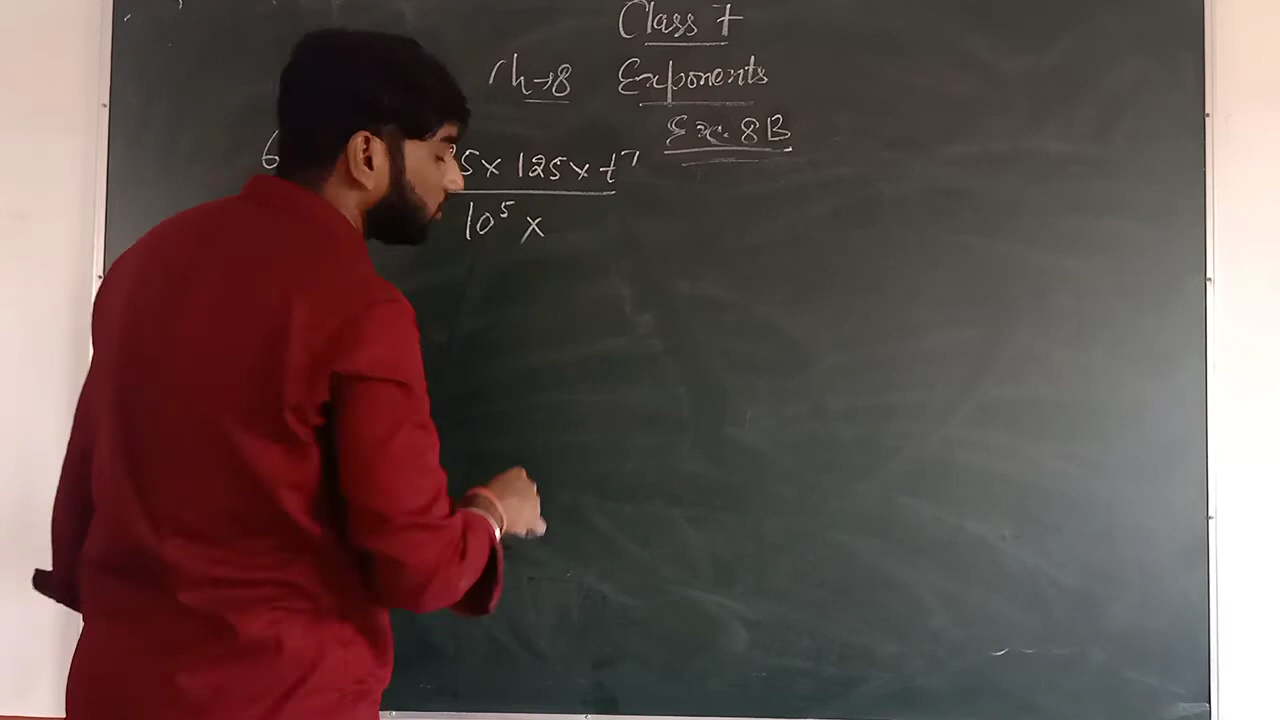 Class 7
Ch→8 Exponents
Ex. 8B
6 5 x 125 x t⁷
10⁵ x